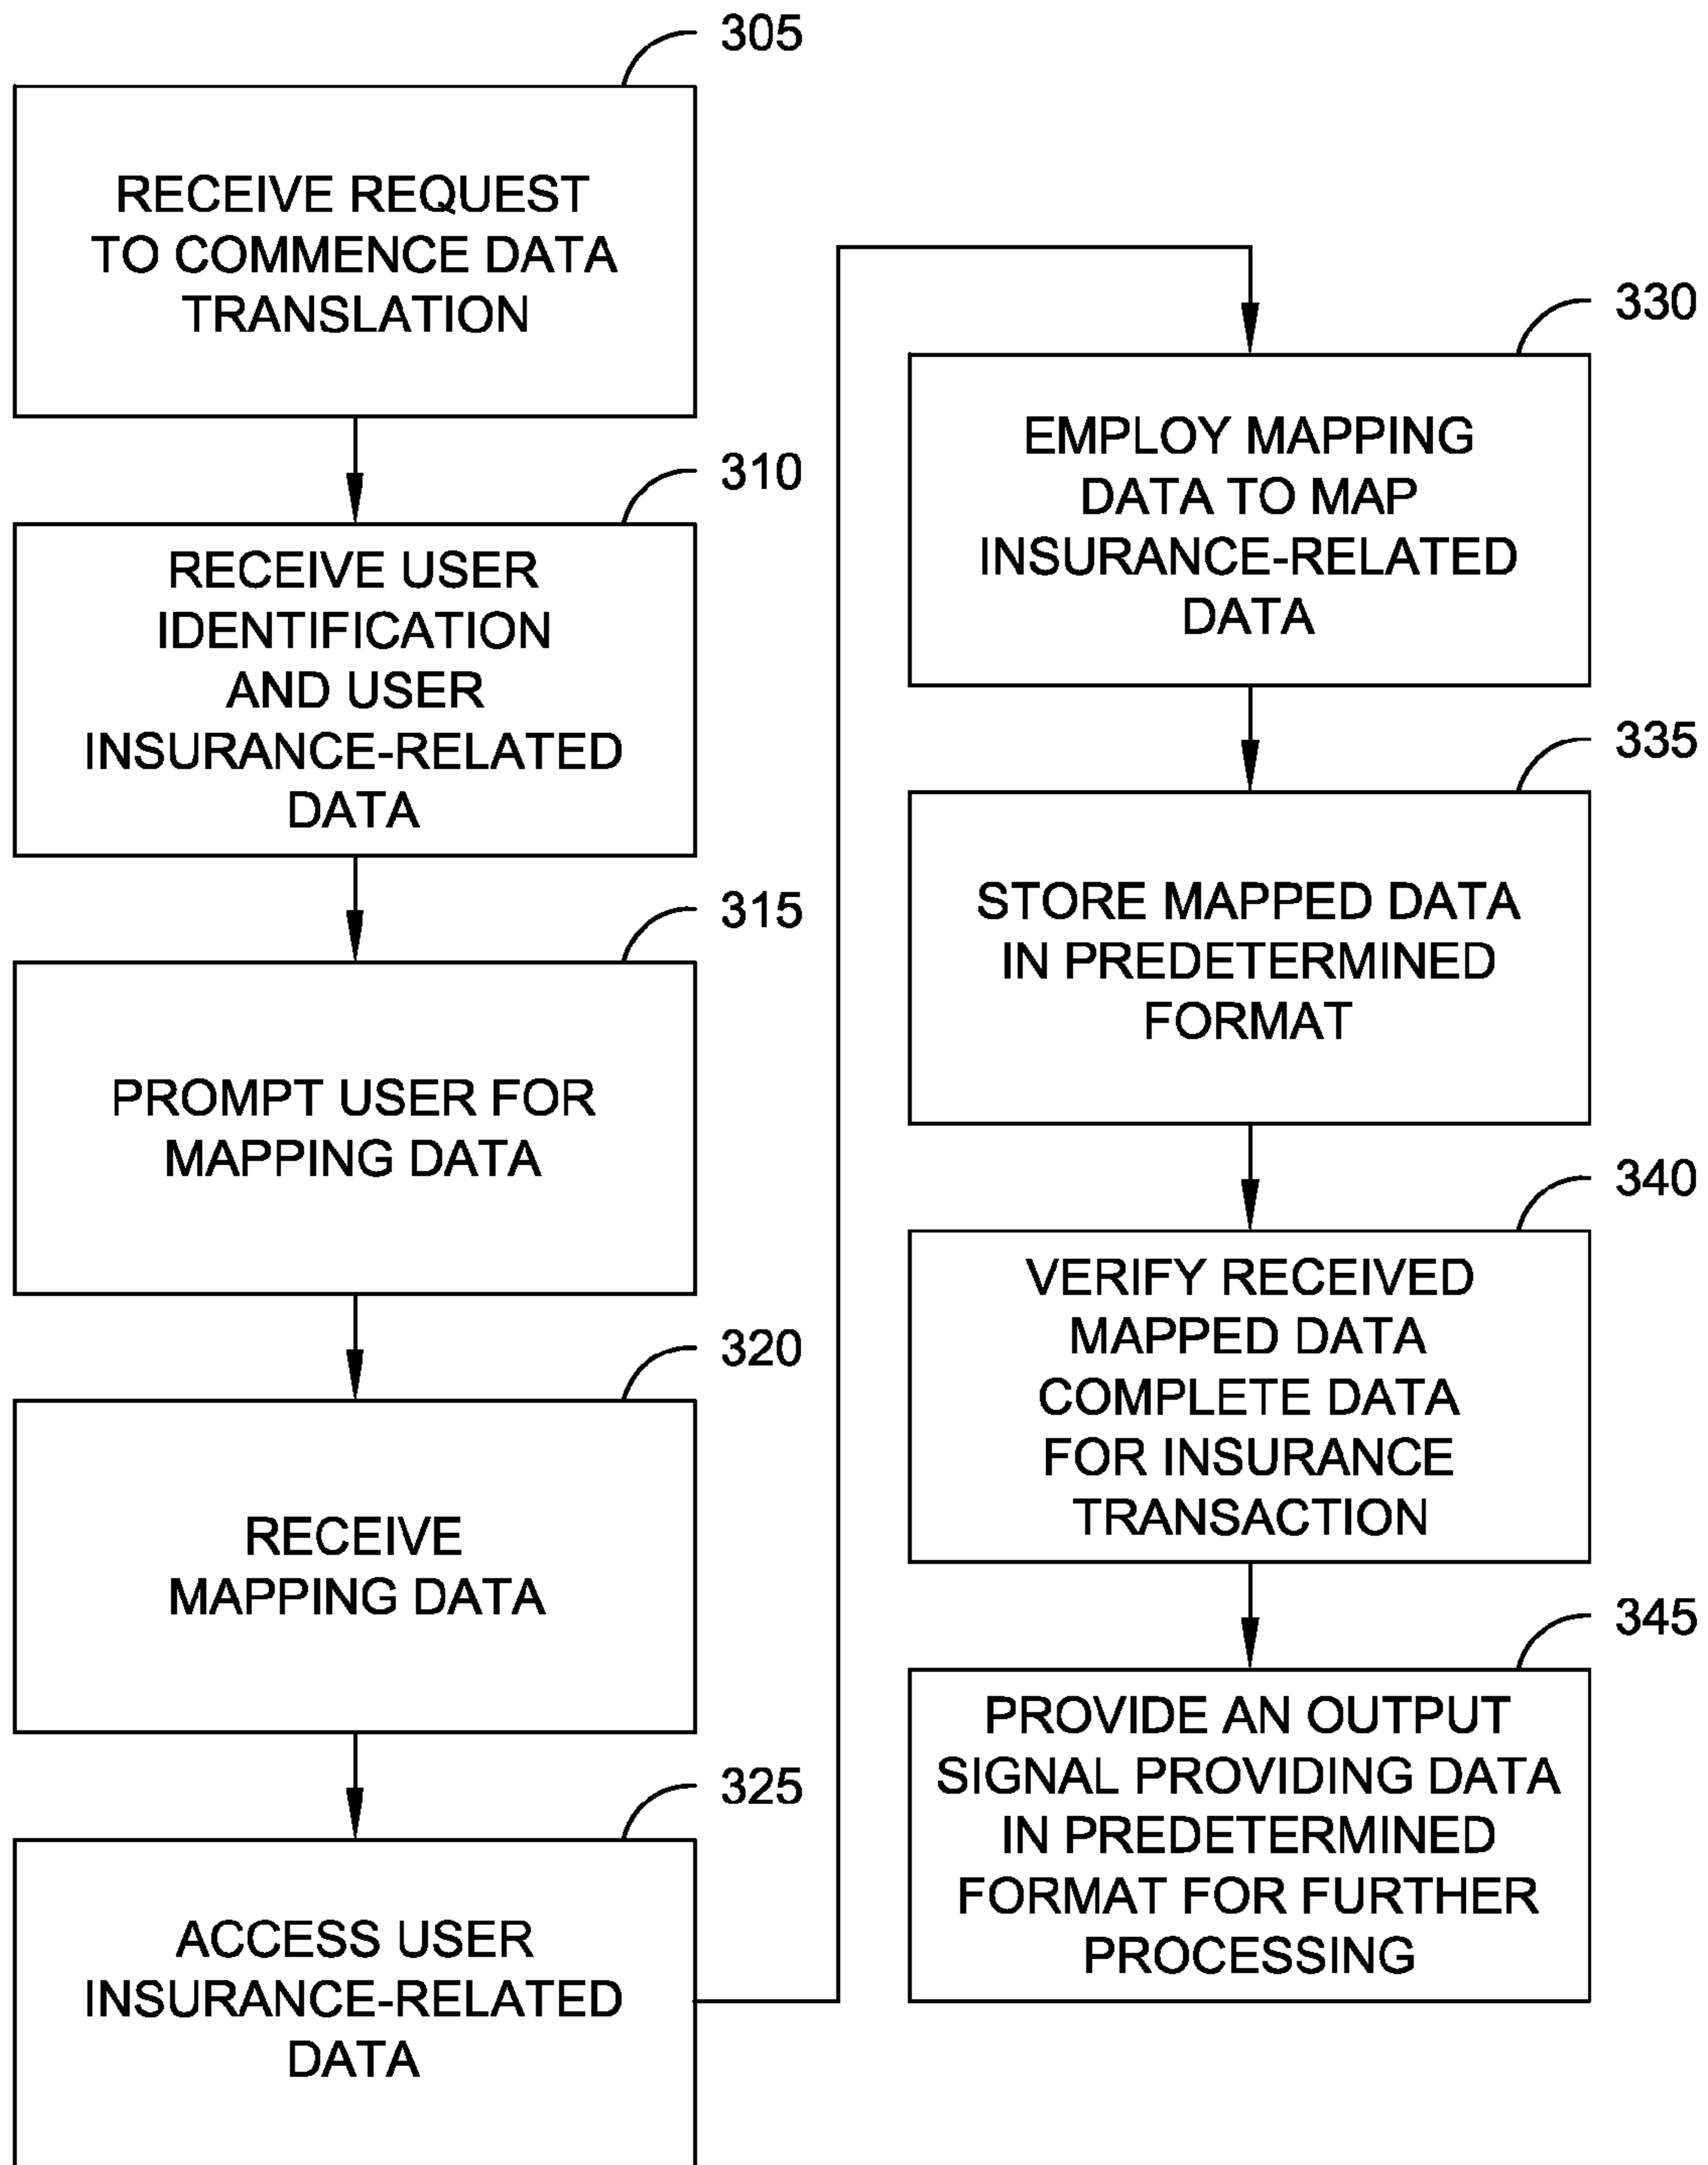 305
RECEIVE REQUEST
TO COMMENCE DATA
TRANSLATION
310
RECEIVE USER
IDENTIFICATION
AND USER
INSURANCE-RELATED
DATA
315
PROMPT USER FOR
MAPPING DATA
320
RECEIVE
MAPPING DATA
325
ACCESS USER
INSURANCE-RELATED
DATA
330
EMPLOY MAPPING
DATA TO MAP
INSURANCE-RELATED
DATA
335
STORE MAPPED DATA
IN PREDETERMINED
FORMAT
340
VERIFY RECEIVED
MAPPED DATA
COMPLETE DATA
FOR INSURANCE
TRANSACTION
345
PROVIDE AN OUTPUT
SIGNAL PROVIDING DATA
IN PREDETERMINED
FORMAT FOR FURTHER
PROCESSING